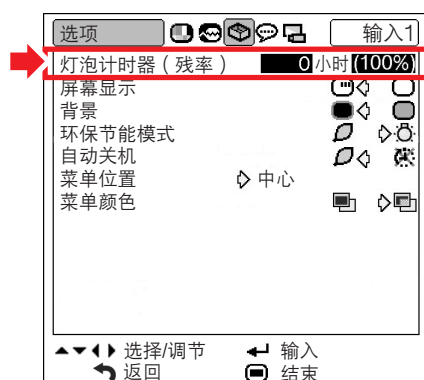 选项 输入1
灯泡计时器（残率） 0小时(100%)
屏幕显示
背景
环保节能模式
自动关机
菜单位置 中心
菜单颜色
选择/调节 输入
返回 结束